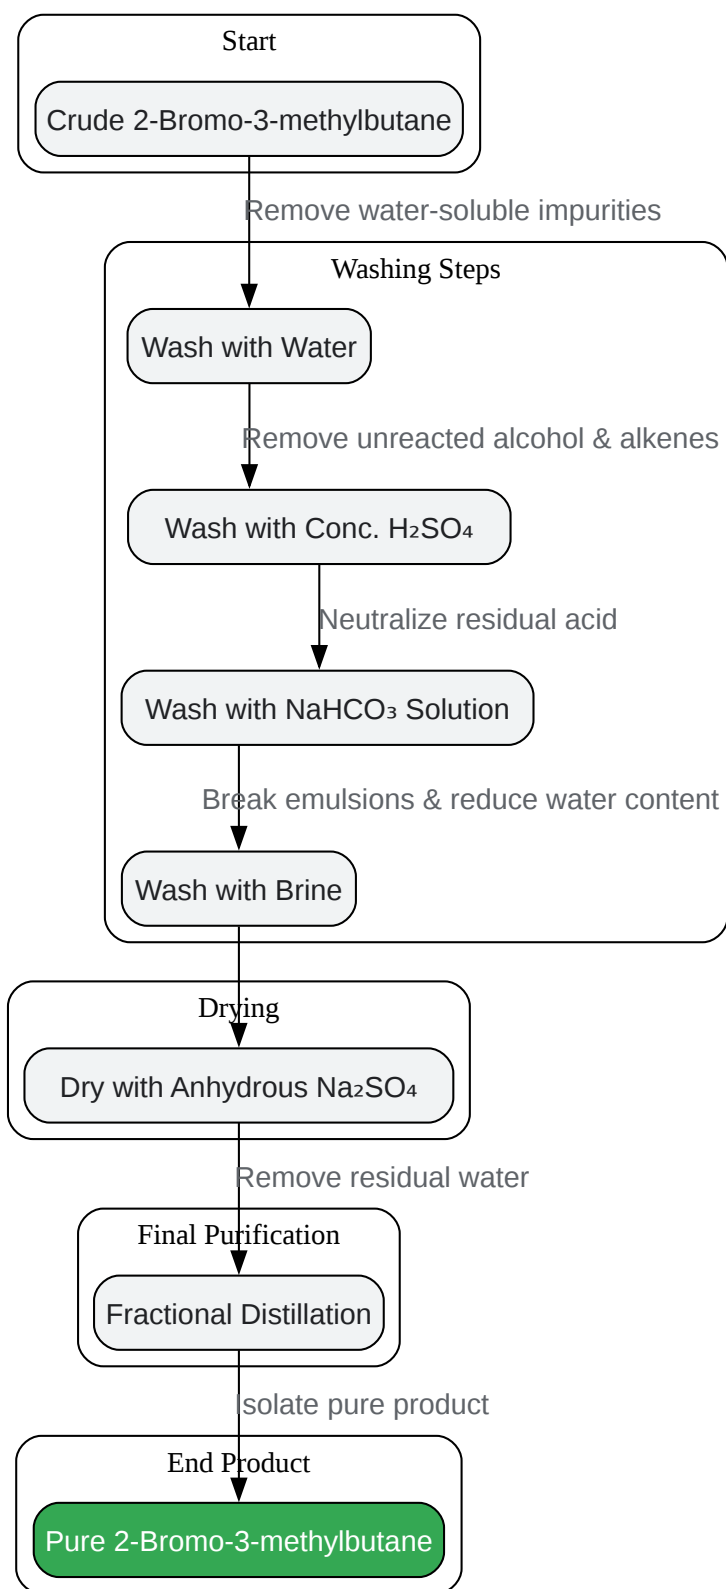 Start
Crude 2-Bromo-3-methylbutane
Remove water-soluble impurities
Washing Steps
Wash with Water
Remove unreacted alcohol & alkenes
Wash with Conc. H₂SO₄
Neutralize residual acid
Wash with NaHCO₃ Solution
Break emulsions & reduce water content
Wash with Brine
Drying
Dry with Anhydrous Na₂SO₄
Remove residual water
Final Purification
Fractional Distillation
Isolate pure product
End Product
Pure 2-Bromo-3-methylbutane